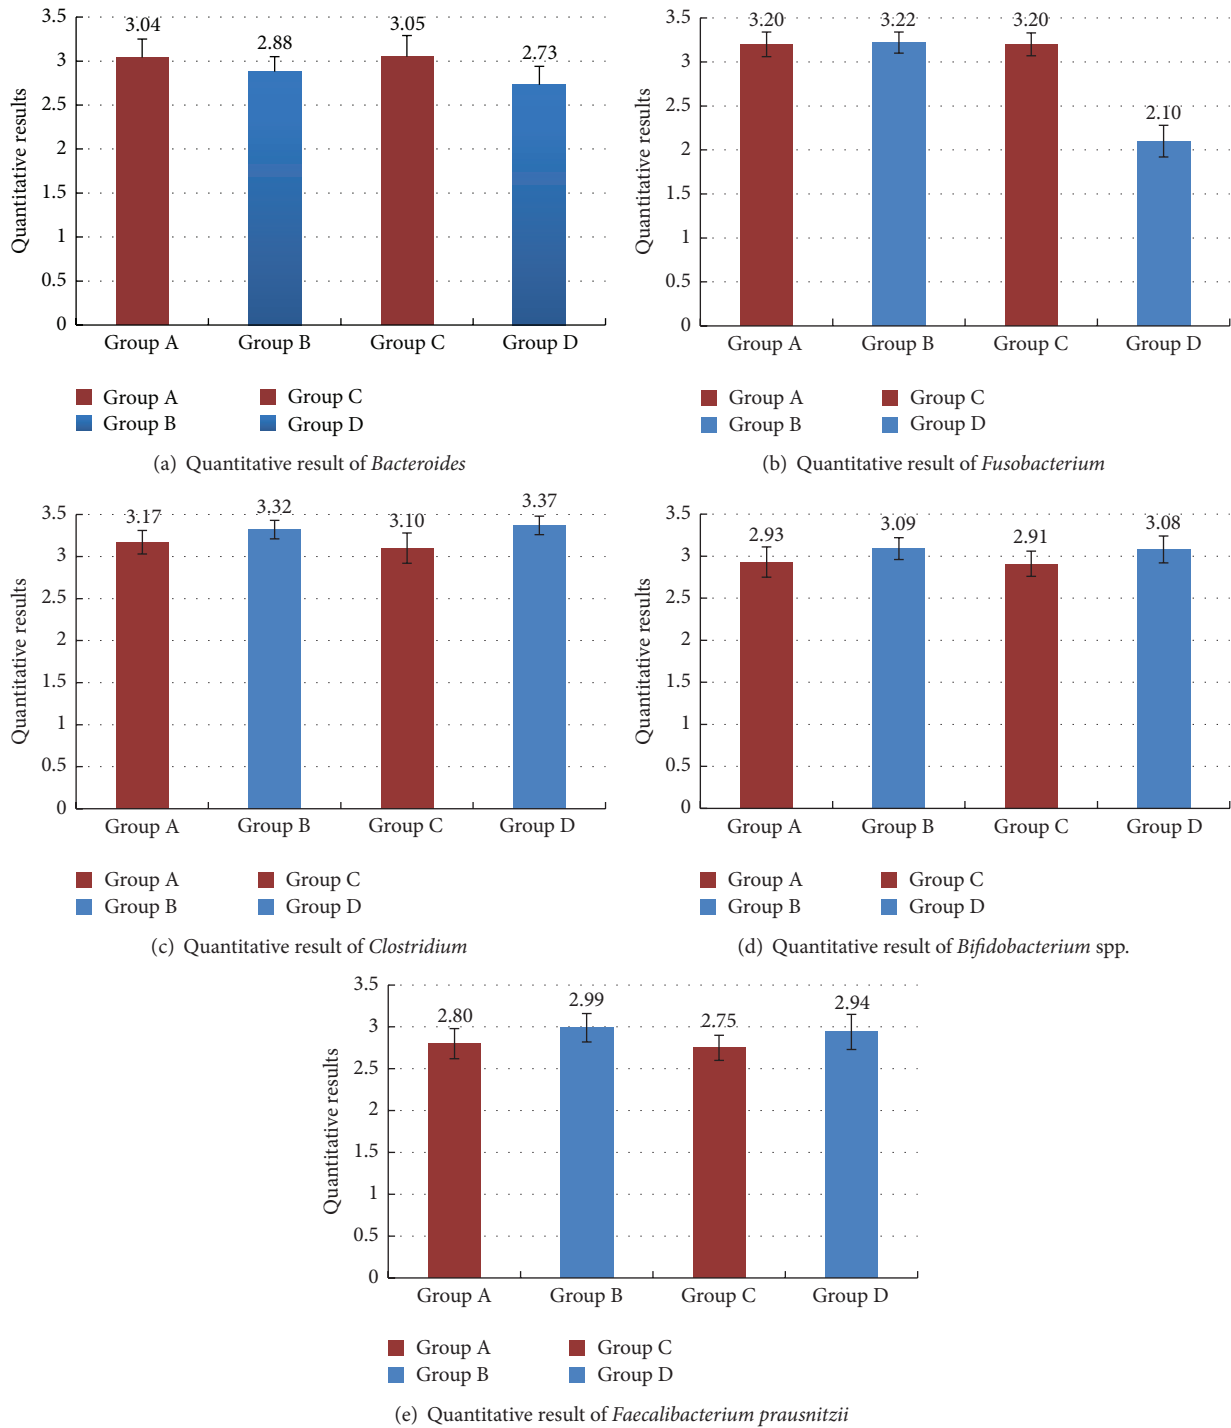 Quantitative results
3.5
3
2.5
2
1.5
1
0.5
0
3.04
2.88
3.05
2.73
Group A
Group B
Group C
Group D
Group A
Group C
Group B
Group D
(a) Quantitative result of Bacteroides
Quantitative results
3.5
3
2.5
2
1.5
1
0.5
0
3.20
3.22
3.20
2.10
Group A
Group B
Group C
Group D
Group A
Group C
Group B
Group D
(b) Quantitative result of Fusobacterium
Quantitative results
3.5
3
2.5
2
1.5
1
0.5
0
3.17
3.32
3.10
3.37
Group A
Group B
Group C
Group D
Group A
Group C
Group B
Group D
(c) Quantitative result of Clostridium
Quantitative results
3.5
3
2.5
2
1.5
1
0.5
0
2.93
3.09
2.91
3.08
Group A
Group B
Group C
Group D
Group A
Group C
Group B
Group D
(d) Quantitative result of Bifidobacterium spp.
Quantitative results
3.5
3
2.5
2
1.5
1
0.5
0
2.80
2.99
2.75
2.94
Group A
Group B
Group C
Group D
Group A
Group C
Group B
Group D
(e) Quantitative result of Faecalibacterium prausnitzii